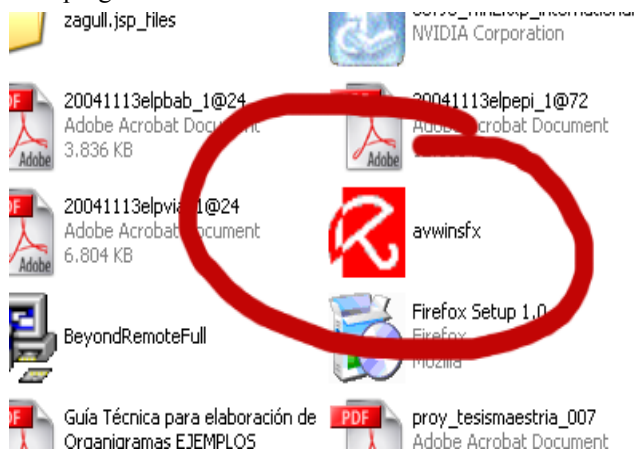 zagull.jsp_files
NVIDIA Corporation
20041113elpbab_1@24
Adobe Acrobat Document
3.836 KB
20041113elpepi_1@72
Adobe Acrobat Document
20041113elpvia_1@24
Adobe Acrobat Document
6.804 KB
avwinsfx
BeyondRemoteFull
Firefox Setup 1.0
Firefox
Mozilla
Guía Técnica para elaboración de
Organigramas EJEMPLOS
PDF
proy_tesismaestria_007
Adobe Acrobat Document